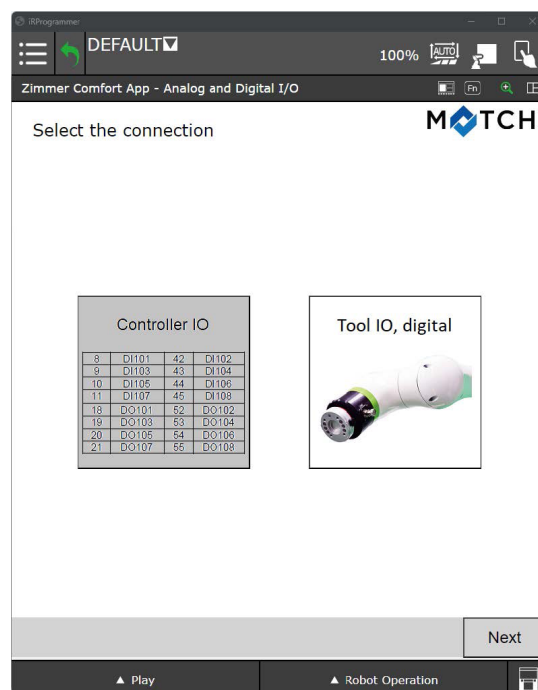 iRProgrammer
DEFAULT
100% AUTO
Zimmer Comfort App - Analog and Digital I/O
Fn
Select the connection
MATCH
Controller IO
8 DI101 42 DI102
9 DI103 43 DI104
10 DI105 44 DI106
11 DI107 45 DI108
18 DO101 52 DO102
19 DO103 53 DO104
20 DO105 54 DO106
21 DO107 55 DO108
Tool IO, digital
Next
▲ Play
▲ Robot Operation